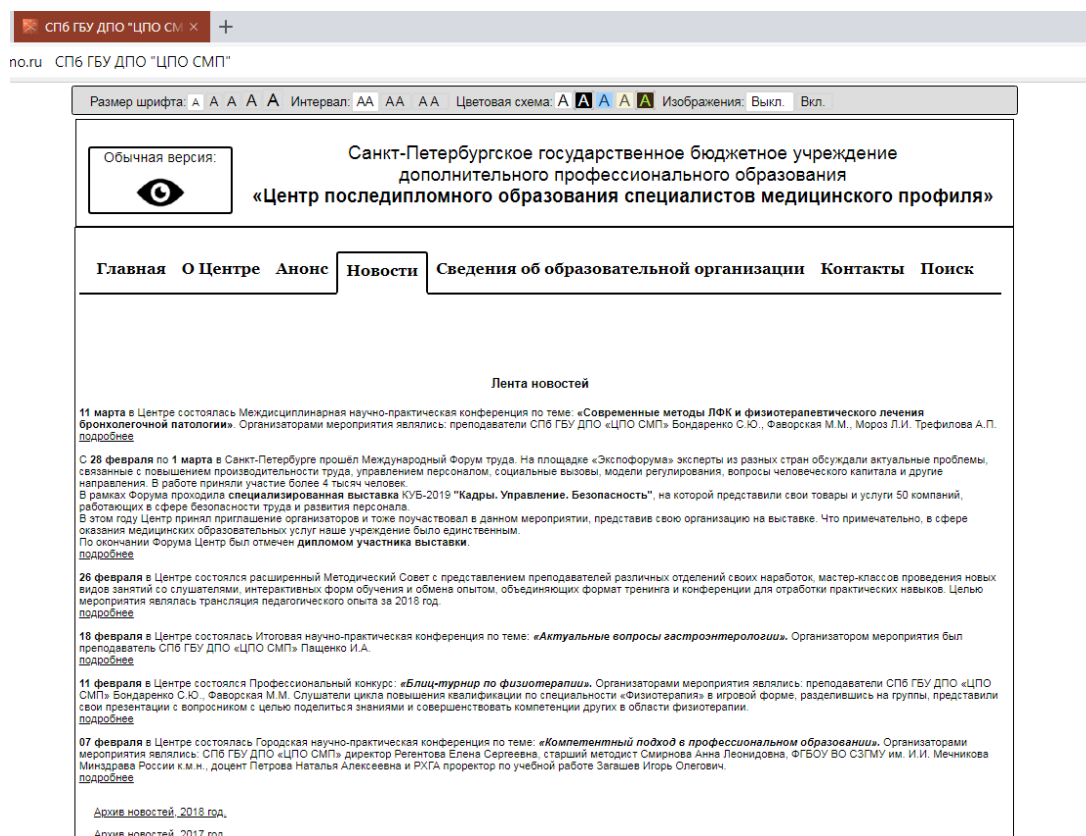 СПб ГБУ ДПО "ЦПО СМ
no.ru СПб ГБУ ДПО "ЦПО СМП"
Размер шрифта: А А А А А Интервал: АА АА АА Цветовая схема: А А А А А Изображения: Выкл. Вкл.
Обычная версия:
Санкт-Петербургское государственное бюджетное учреждение
дополнительного профессионального образования
«Центр последипломного образования специалистов медицинского профиля»
Главная О Центре Анонс Новости Сведения об образовательной организации Контакты Поиск
Лента новостей
11 марта в Центре состоялась Междисциплинарная научно-практическая конференция по теме: «Современные методы ЛФК и физиотерапевтического лечения
бронхолегочной патологии». Организаторами мероприятия являлись: преподаватели СПб ГБУ ДПО «ЦПО СМП» Бондаренко С.Ю., Фаворская М.М., Мороз Л.И. Трефилова А.П.
подробнее
С 28 февраля по 1 марта в Санкт-Петербурге прошёл Международный Форум труда. На площадке «Экспофорума» эксперты из разных стран обсуждали актуальные проблемы,
связанные с повышением производительности труда, управлением персоналом, социальные вызовы, модели регулирования, вопросы человеческого капитала и другие
направления. В работе приняли участие более 4 тысяч человек.
В рамках Форума проходила специализированная выставка КУБ-2019 "Кадры. Управление. Безопасность", на которой представили свои товары и услуги 50 компаний,
работающих в сфере безопасности труда и развития персонала.
В этом году Центр принял приглашение организаторов и тоже поучаствовал в данном мероприятии, представив свою организацию на выставке. Что примечательно, в сфере
оказания медицинских образовательных услуг наше учреждение было единственным.
По окончании Форума Центр был отмечен дипломом участника выставки.
подробнее
26 февраля в Центре состоялся расширенный Методический Совет с представлением преподавателей различных отделений своих наработок, мастер-классов проведения новых
видов занятий со слушателями, интерактивных форм обучения и обмена опытом, объединяющих формат тренинга и конференции для отработки практических навыков. Целью
мероприятия являлась трансляция педагогического опыта за 2018 год.
подробнее
18 февраля в Центре состоялась Итоговая научно-практическая конференция по теме: «Актуальные вопросы гастроэнтерологии». Организатором мероприятия был
преподаватель СПб ГБУ ДПО «ЦПО СМП» Пащенко И.А.
подробнее
11 февраля в Центре состоялся Профессиональный конкурс: «Блиц-турнир по физиотерапии». Организаторами мероприятия являлись: преподаватели СПб ГБУ ДПО «ЦПО
СМП» Бондаренко С.Ю., Фаворская М.М. Слушатели цикла повышения квалификации по специальности «Физиотерапия» в игровой форме, разделившись на группы, представили
свои презентации с вопросником с целью поделиться знаниями и совершенствовать компетенции других в области физиотерапии.
подробнее
07 февраля в Центре состоялась Городская научно-практическая конференция по теме: «Компетентный подход в профессиональном образовании». Организаторами
мероприятия являлись: СПб ГБУ ДПО «ЦПО СМП» директор Регентова Елена Сергеевна, старший методист Смирнова Анна Леонидовна, ФГБОУ ВО СЗГМУ им. И.И. Мечникова
Минздрава России к.м.н., доцент Петрова Наталья Алексеевна и РХГА проректор по учебной работе Загашев Игорь Олегович.
подробнее
Архив новостей, 2018 год.
Архив новостей, 2017 год